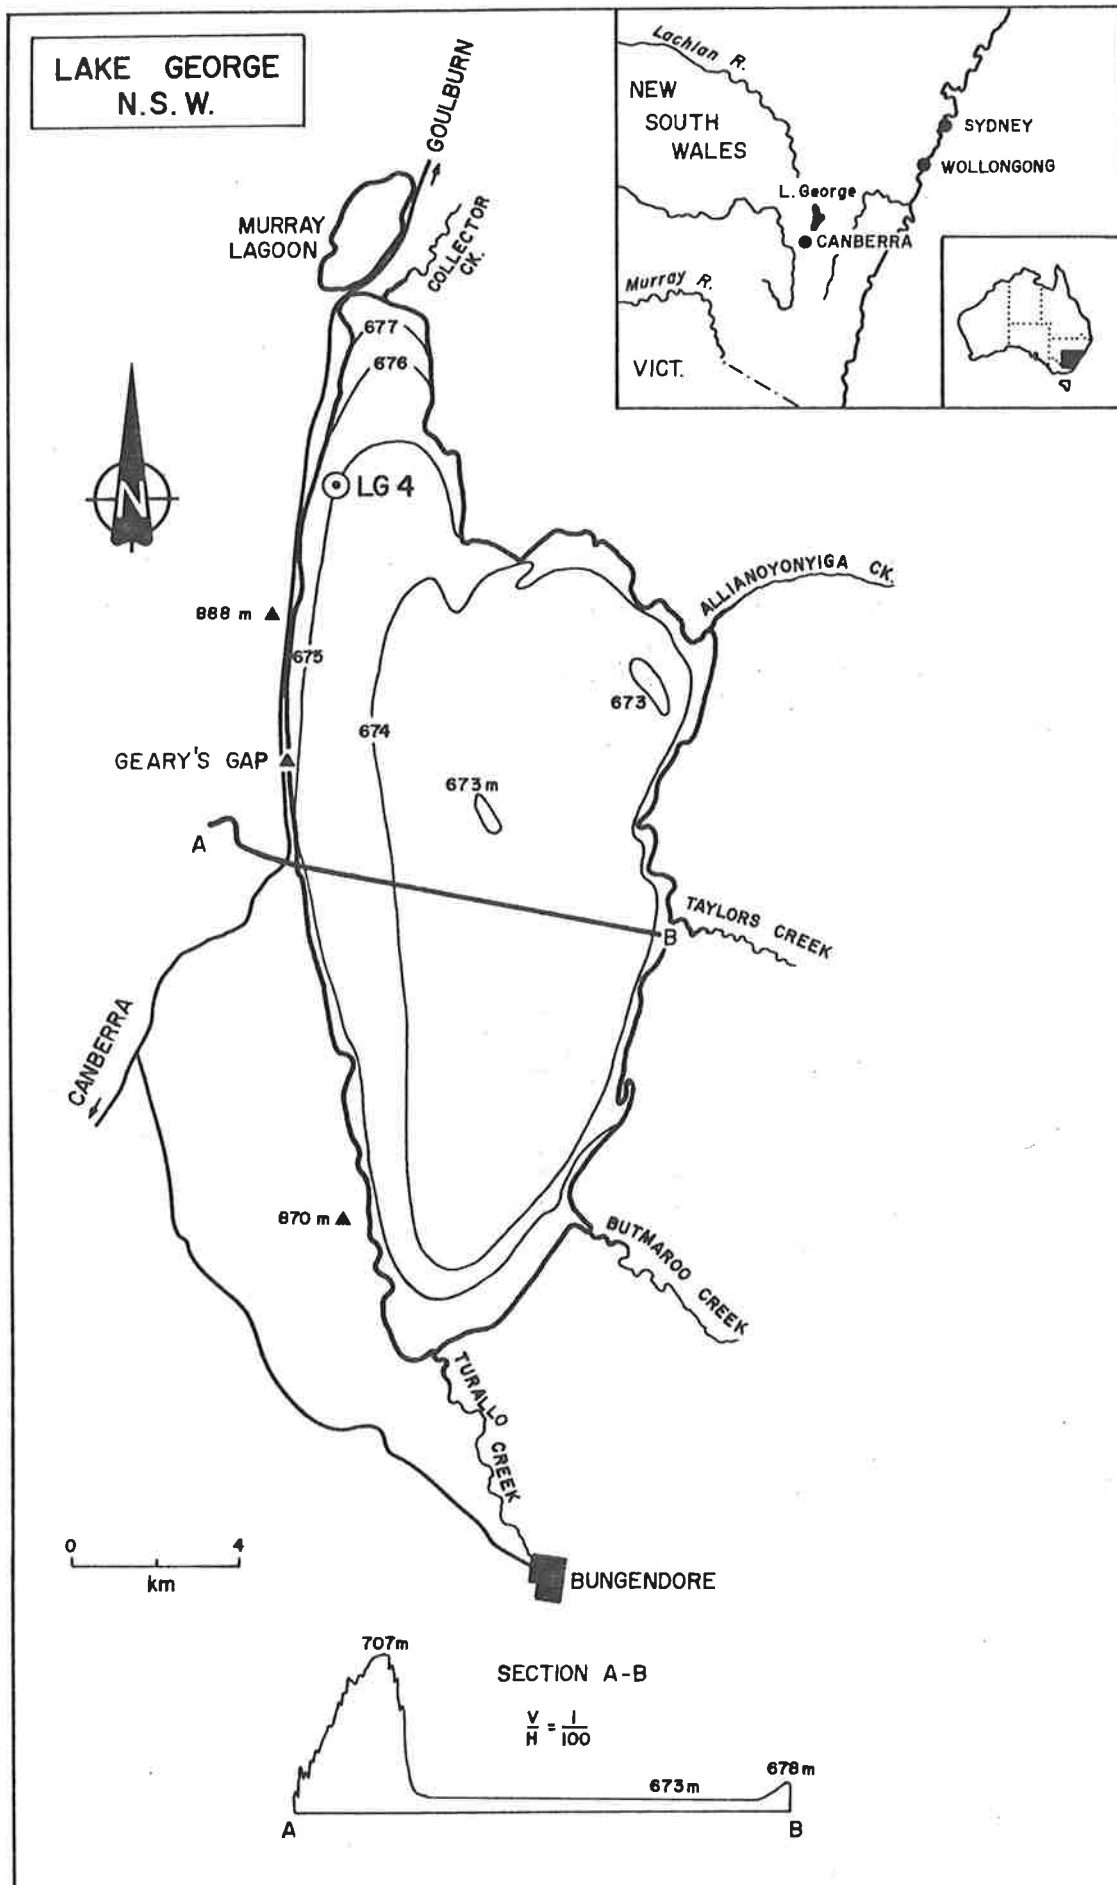 LAKE GEORGE
N.S.W.
GOULBURN
MURRAY
LAGOON
COLLECTOR
CK.
677
676
N
LG 4
ALLIANOYONYIGA CK.
888 m
675
673
674
GEARY'S GAP
673 m
A
TAYLORS CREEK
B
CANBERRA
870 m
BUTMAROO CREEK
TURALLO CREEK
0 4
km
BUNGENDORE
Lachlan R.
NEW
SOUTH
WALES
SYDNEY
WOLLONGONG
L. George
CANBERRA
Murray R.
VICT.
707m
SECTION A-B
V/H = 1/100
673m
678m
A B